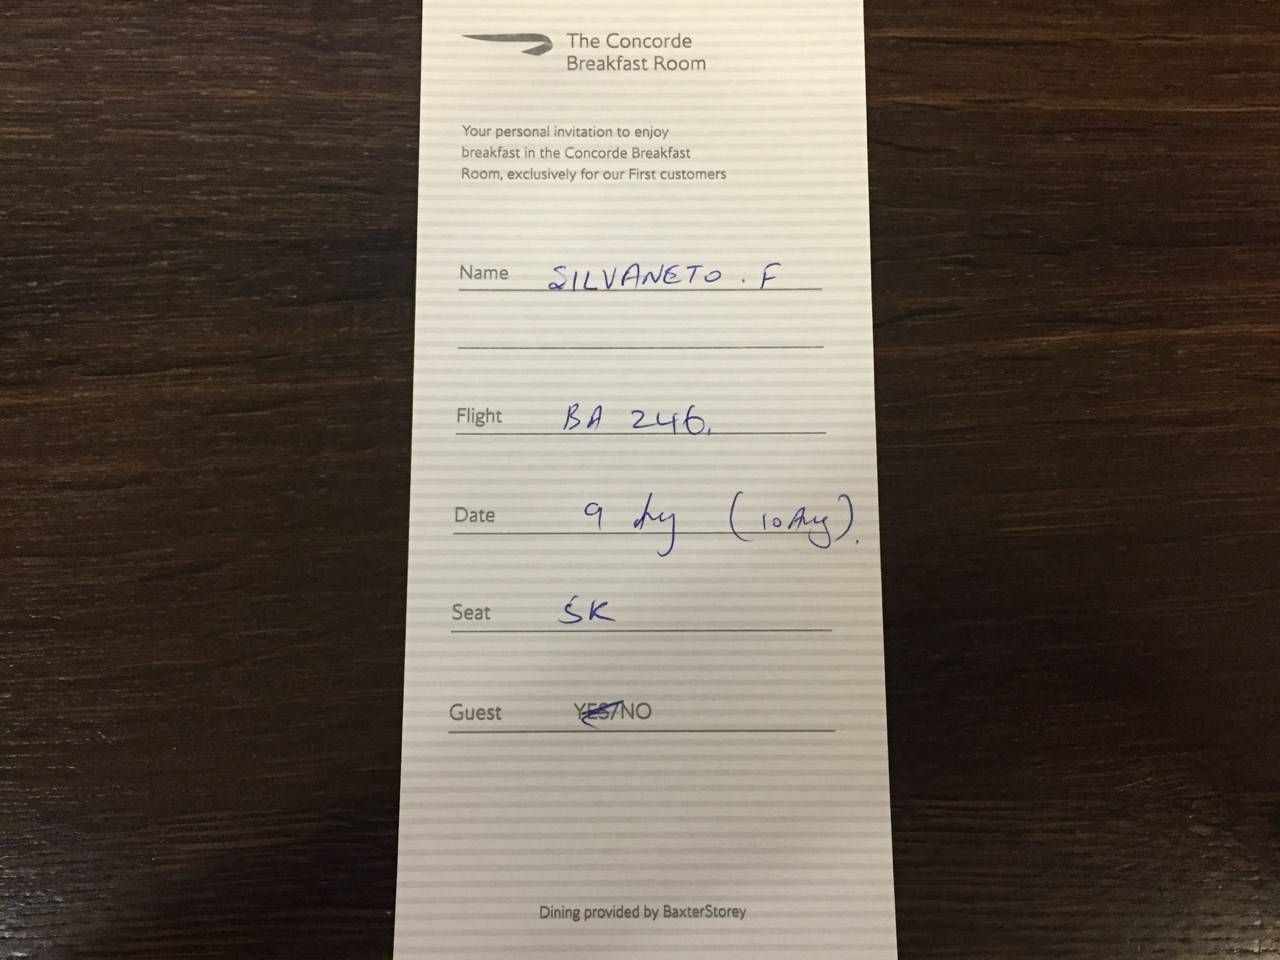 The Concorde
Breakfast Room
Your personal invitation to enjoy
breakfast in the Concorde Breakfast
Room, exclusively for our First customers
Name SILVANETO . F
Flight BA 246.
Date 9 Aug (10 Aug).
Seat 5K
Guest YES/NO
Dining provided by BaxterStorey